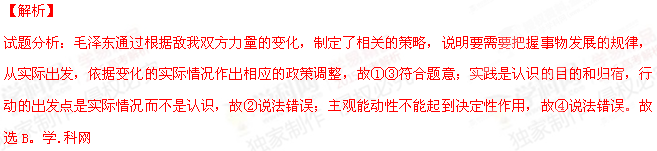 【解析】
试题分析：毛泽东通过根据敌我双方力量的变化，制定了相关的策略，说明要需要把握事物发展的规律，
从实际出发，依据变化的实际情况作出相应的政策调整，故①③符合题意；实践是认识的目的和归宿，行
动的出发点是实际情况而不是认识，故②说法错误；主观能动性不能起到决定性作用，故④说法错误。故
选 B。学.科网